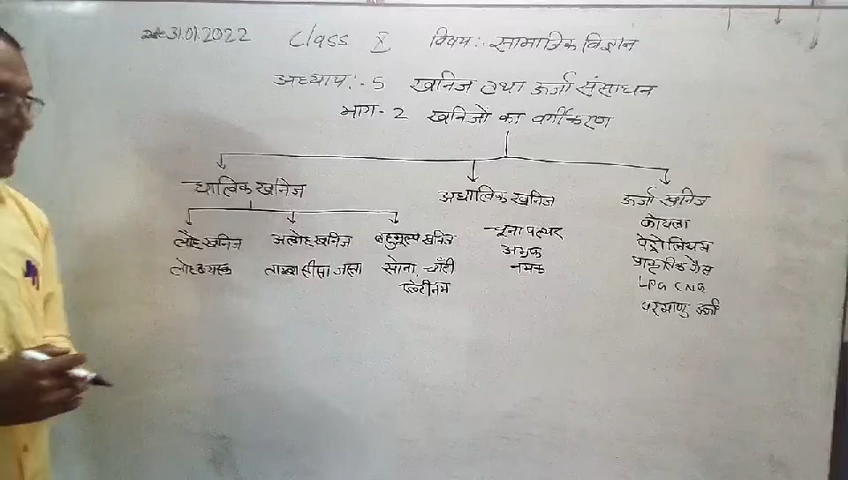 Date 31.01.2022 Class X विषय:- सामाजिक विज्ञान
अध्याय:- 5 खनिज तथा ऊर्जा संसाधन
भाग- 2 खनिजों का वर्गीकरण
धात्विक खनिज अधात्विक खनिज ऊर्जा खनिज
लौह खनिज अलौह खनिज बहुमूल्य खनिज चूना पत्थर कोयला
लौह अयस्क ताम्बा सीसा जस्ता सोना चाँदी अभ्रक पेट्रोलियम
प्लेटीनम नमक प्राकृतिक गैस
LPG CNG
परमाणु ऊर्जा